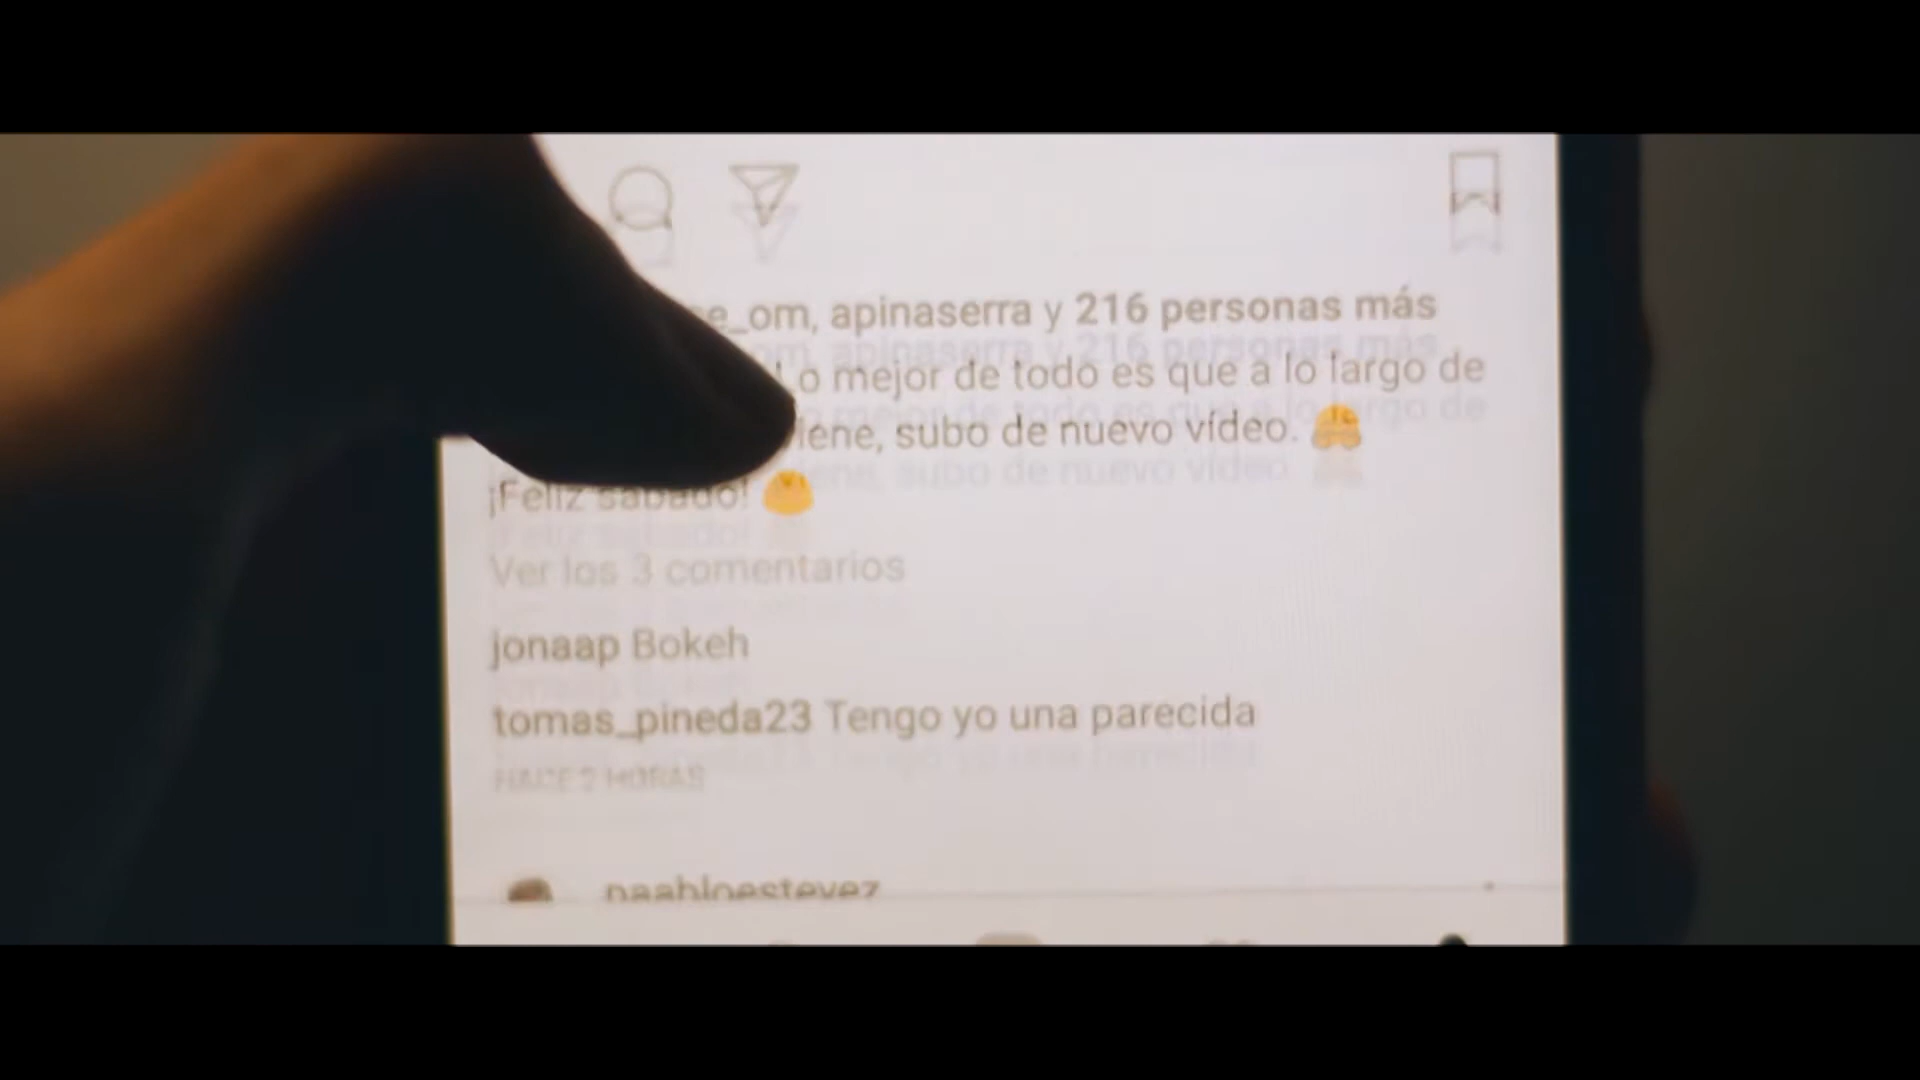 e_om, apinaserra y 216 personas más
Lo mejor de todo es que a lo largo de
iene, subo de nuevo vídeo.
¡Feliz sábado!
Ver los 3 comentarios
jonaap Bokeh
tomas_pineda23 Tengo yo una parecida
HACE 2 HORAS
paabloestevez